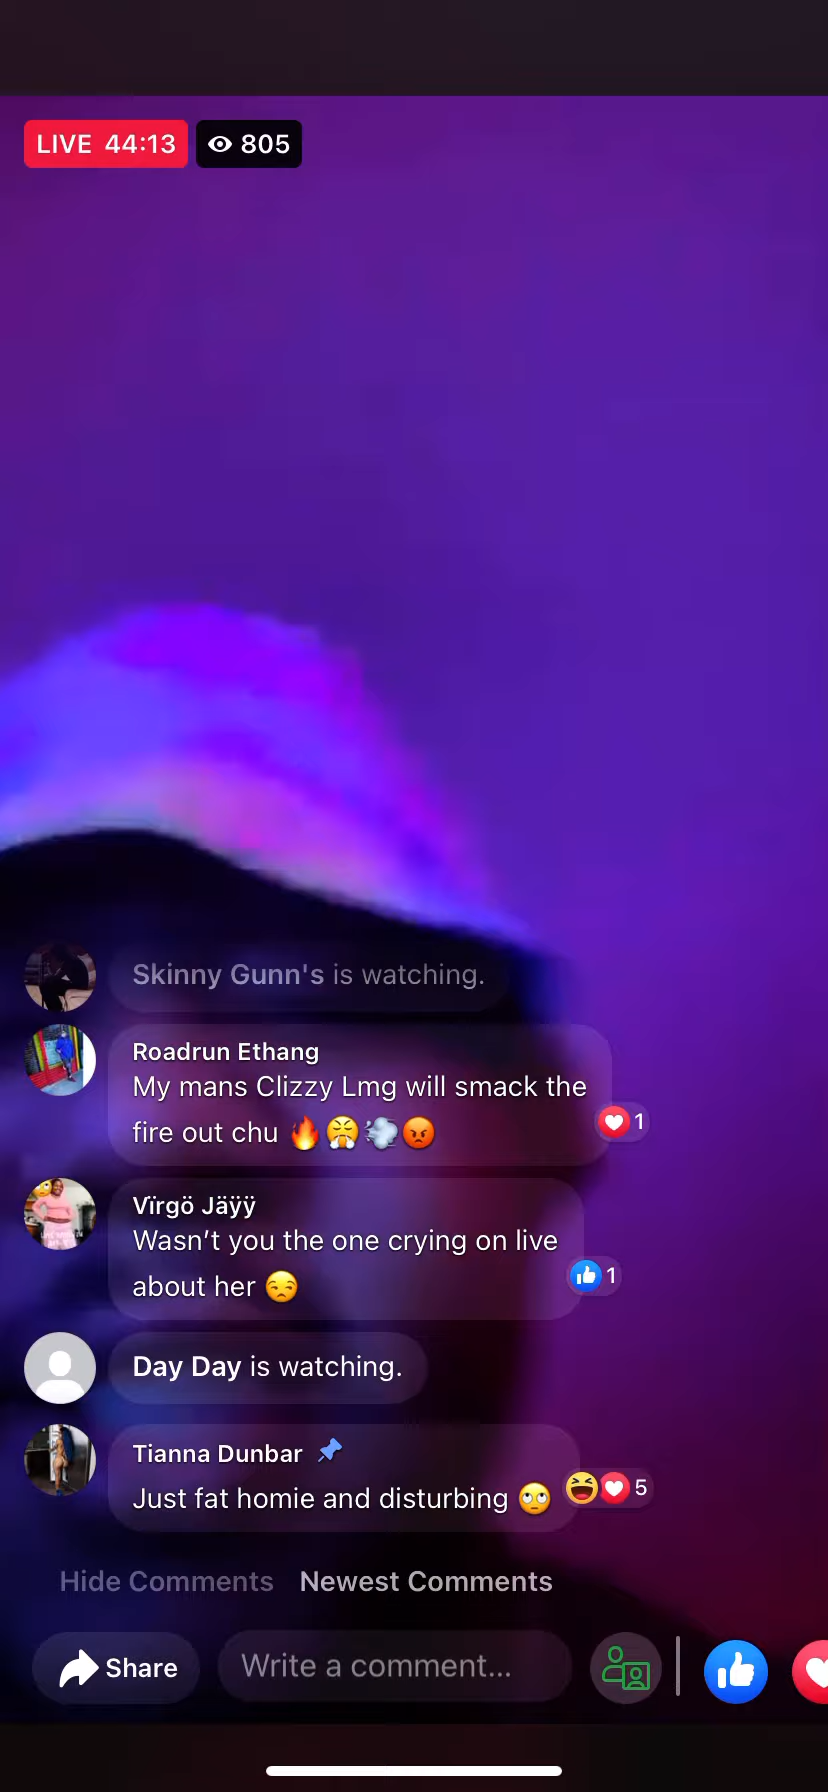 LIVE 44:13 805
Skinny Gunn's is watching.
Roadrun Ethang
My mans Clizzy Lmg will smack the
fire out chu 🔥😤💨😡
1
Vïrgö Jäÿÿ
Wasn't you the one crying on live
about her 😒
1
Day Day is watching.
Tianna Dunbar 📌
Just fat homie and disturbing 🙄
5
Hide Comments Newest Comments
Share Write a comment...